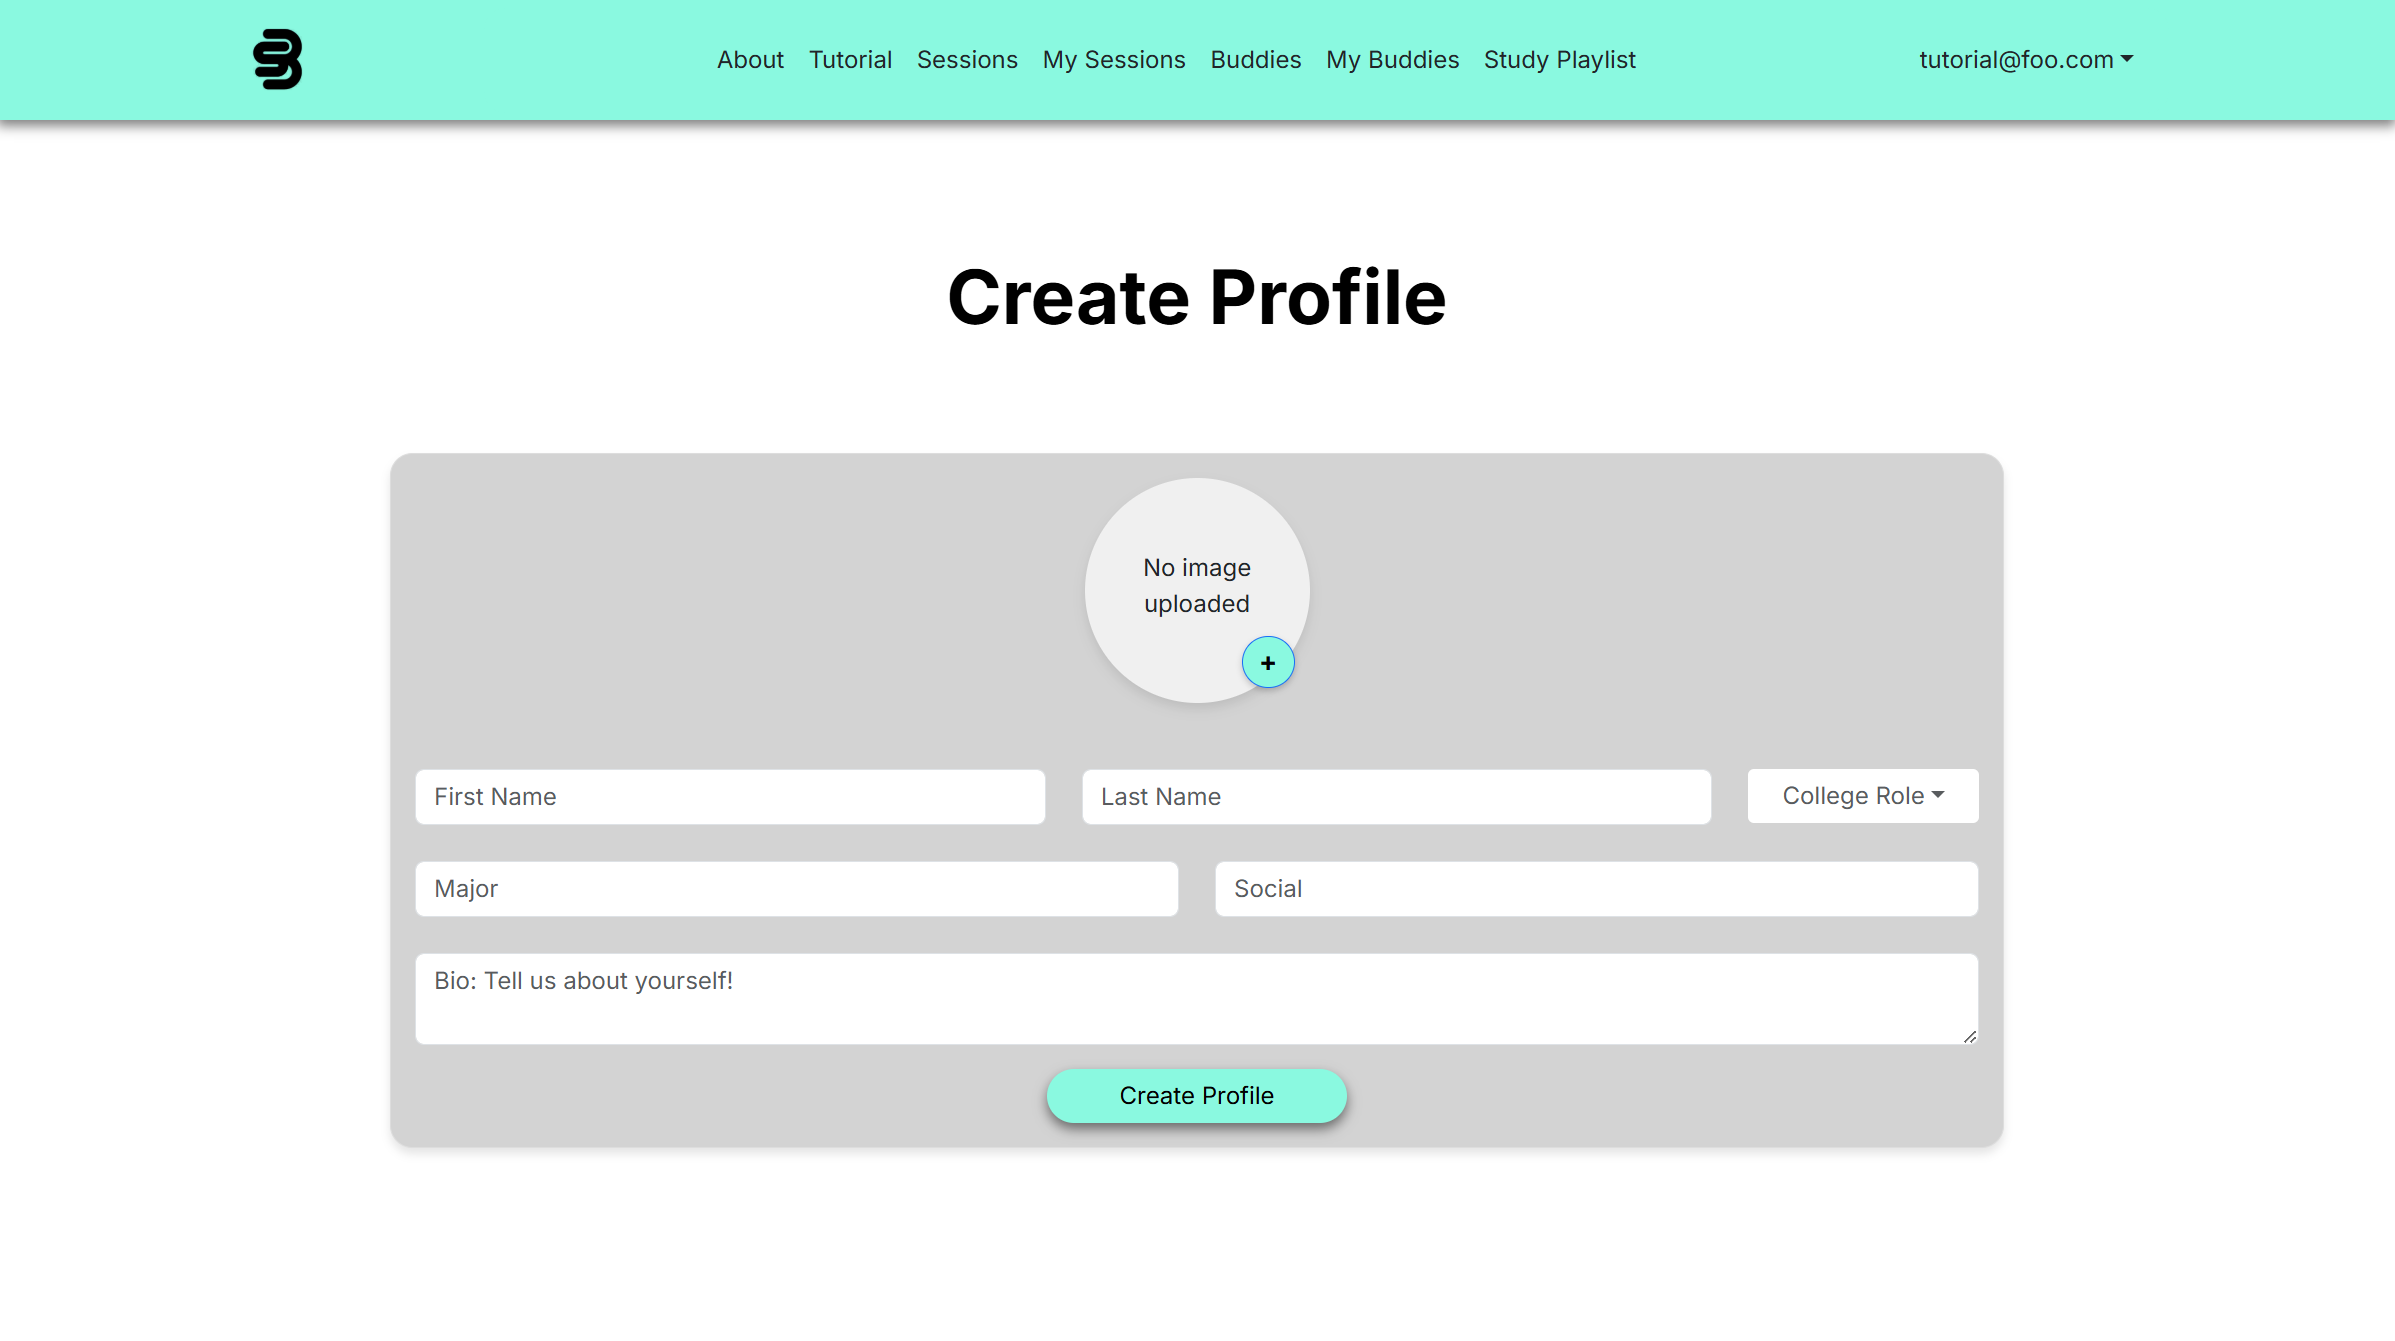 About Tutorial Sessions My Sessions Buddies My Buddies Study Playlist tutorial@foo.com
Create Profile
No image
uploaded
+
First Name Last Name College Role
Major Social
Bio: Tell us about yourself!
Create Profile